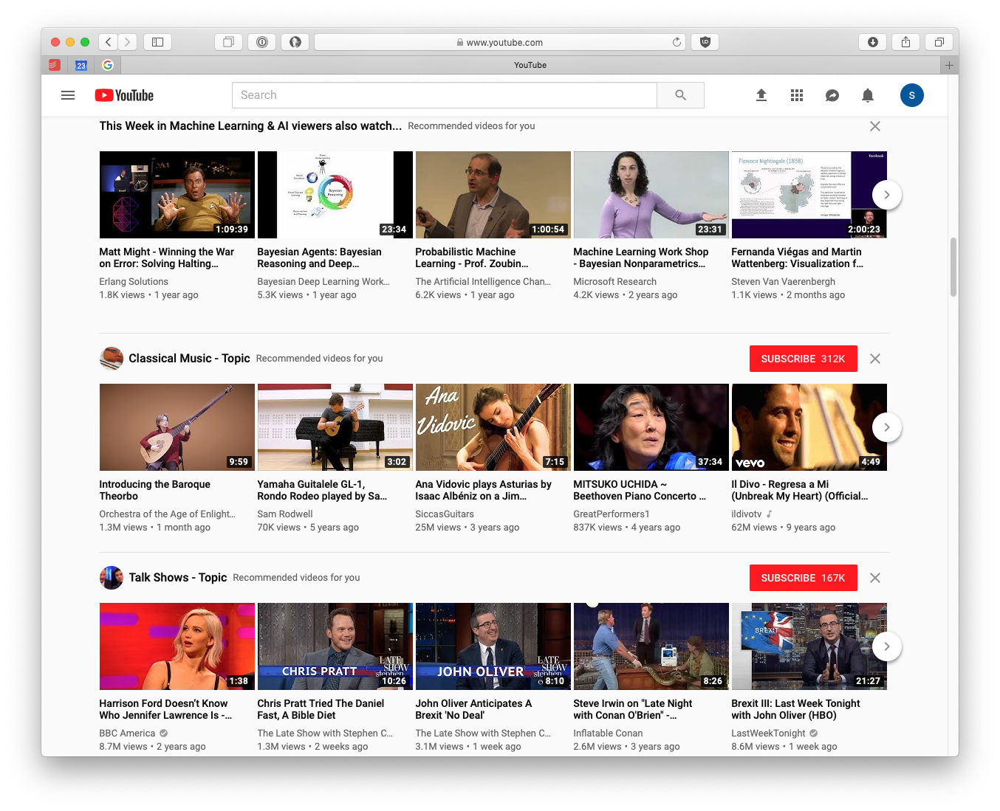 www.youtube.com
23
YouTube
YouTube
Search
S
This Week in Machine Learning & AI viewers also watch... Recommended videos for you
Bayesian Reasoning
Florence Nightingale (1858)
facebook
1:09:39
23:34
1:00:54
23:31
2:00:23
Matt Might - Winning the War on Error: Solving Halting...
Erlang Solutions
1.8K views • 1 year ago
Bayesian Agents: Bayesian Reasoning and Deep...
Bayesian Deep Learning Work...
5.3K views • 1 year ago
Probabilistic Machine Learning - Prof. Zoubin...
The Artificial Intelligence Chan...
6.2K views • 1 year ago
Machine Learning Work Shop - Bayesian Nonparametrics...
Microsoft Research
4.2K views • 2 years ago
Fernanda Viégas and Martin Wattenberg: Visualization f...
Steven Van Vaerenbergh
1.1K views • 2 months ago
Classical Music - Topic Recommended videos for you
SUBSCRIBE 312K
Ana Vidovic
vevo
9:59
3:02
7:15
37:34
4:49
Introducing the Baroque Theorbo
Orchestra of the Age of Enlight...
1.3M views • 1 month ago
Yamaha Guitalele GL-1, Rondo Rodeo played by Sa...
Sam Rodwell
70K views • 5 years ago
Ana Vidovic plays Asturias by Isaac Albéniz on a Jim...
SiccasGuitars
25M views • 3 years ago
MITSUKO UCHIDA ~ Beethoven Piano Concerto ...
GreatPerformers1
837K views • 4 years ago
Il Divo - Regresa a Mi (Unbreak My Heart) (Official...
ildivotv
62M views • 9 years ago
Talk Shows - Topic Recommended videos for you
SUBSCRIBE 167K
BREXIT
CHRIS PRATT
LATE SHOW stephen
JOHN OLIVER
LATE SHOW stephen
1:38
10:26
8:10
8:26
21:27
Harrison Ford Doesn't Know Who Jennifer Lawrence Is -...
BBC America
8.7M views • 2 years ago
Chris Pratt Tried The Daniel Fast, A Bible Diet
The Late Show with Stephen C...
1.3M views • 2 weeks ago
John Oliver Anticipates A Brexit 'No Deal'
The Late Show with Stephen C...
3.1M views • 1 week ago
Steve Irwin on "Late Night with Conan O'Brien" -...
Inflatable Conan
2.6M views • 3 years ago
Brexit III: Last Week Tonight with John Oliver (HBO)
LastWeekTonight
8.6M views • 1 week ago